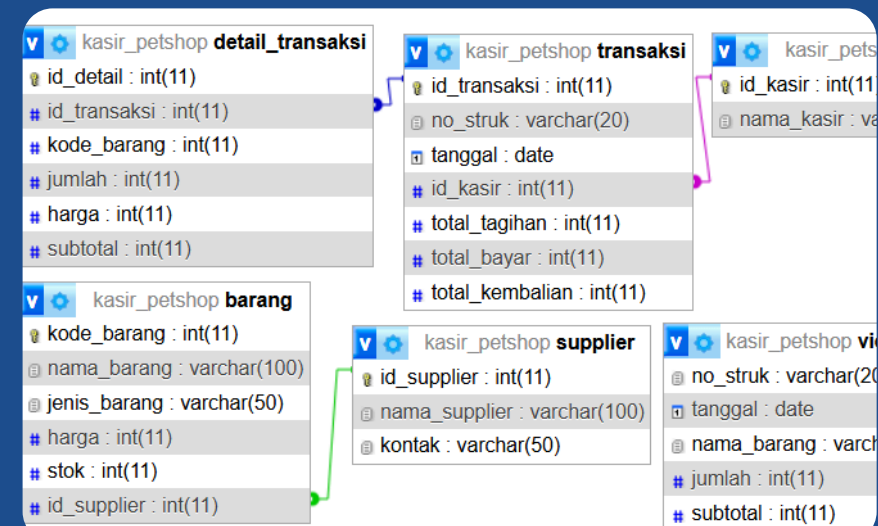 kasir_petshop detail_transaksi
id_detail : int(11)
id_transaksi : int(11)
kode_barang : int(11)
jumlah : int(11)
harga : int(11)
subtotal : int(11)
kasir_petshop transaksi
id_transaksi : int(11)
no_struk : varchar(20)
tanggal : date
id_kasir : int(11)
total_tagihan : int(11)
total_bayar : int(11)
total_kembalian : int(11)
id_kasir : int(11
nama_kasir :
kasir_petshop barang
kode_barang : int(11)
nama_barang : varchar(100)
jenis_barang : varchar(50)
harga : int(11)
stok : int(11)
id_supplier : int(11)
kasir_petshop supplier
id_supplier : int(11)
nama_supplier : varchar(100)
kontak : varchar(50)
kasir_petshop
no_struk : varchar(20
tanggal : date
nama_barang :
jumlah : int(11)
subtotal : int(11)